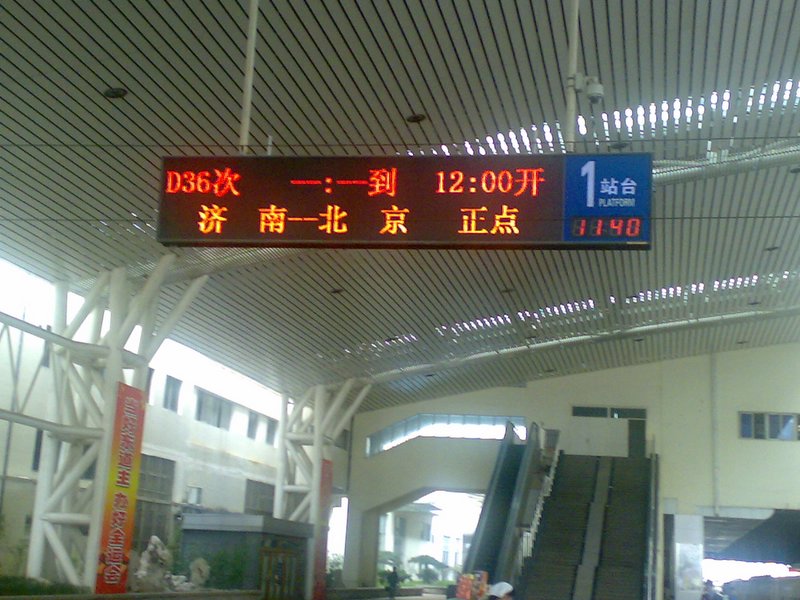 D36次 --:--到 12:00开
济 南--北 京 正点
1站台
PLATFORM
11:40